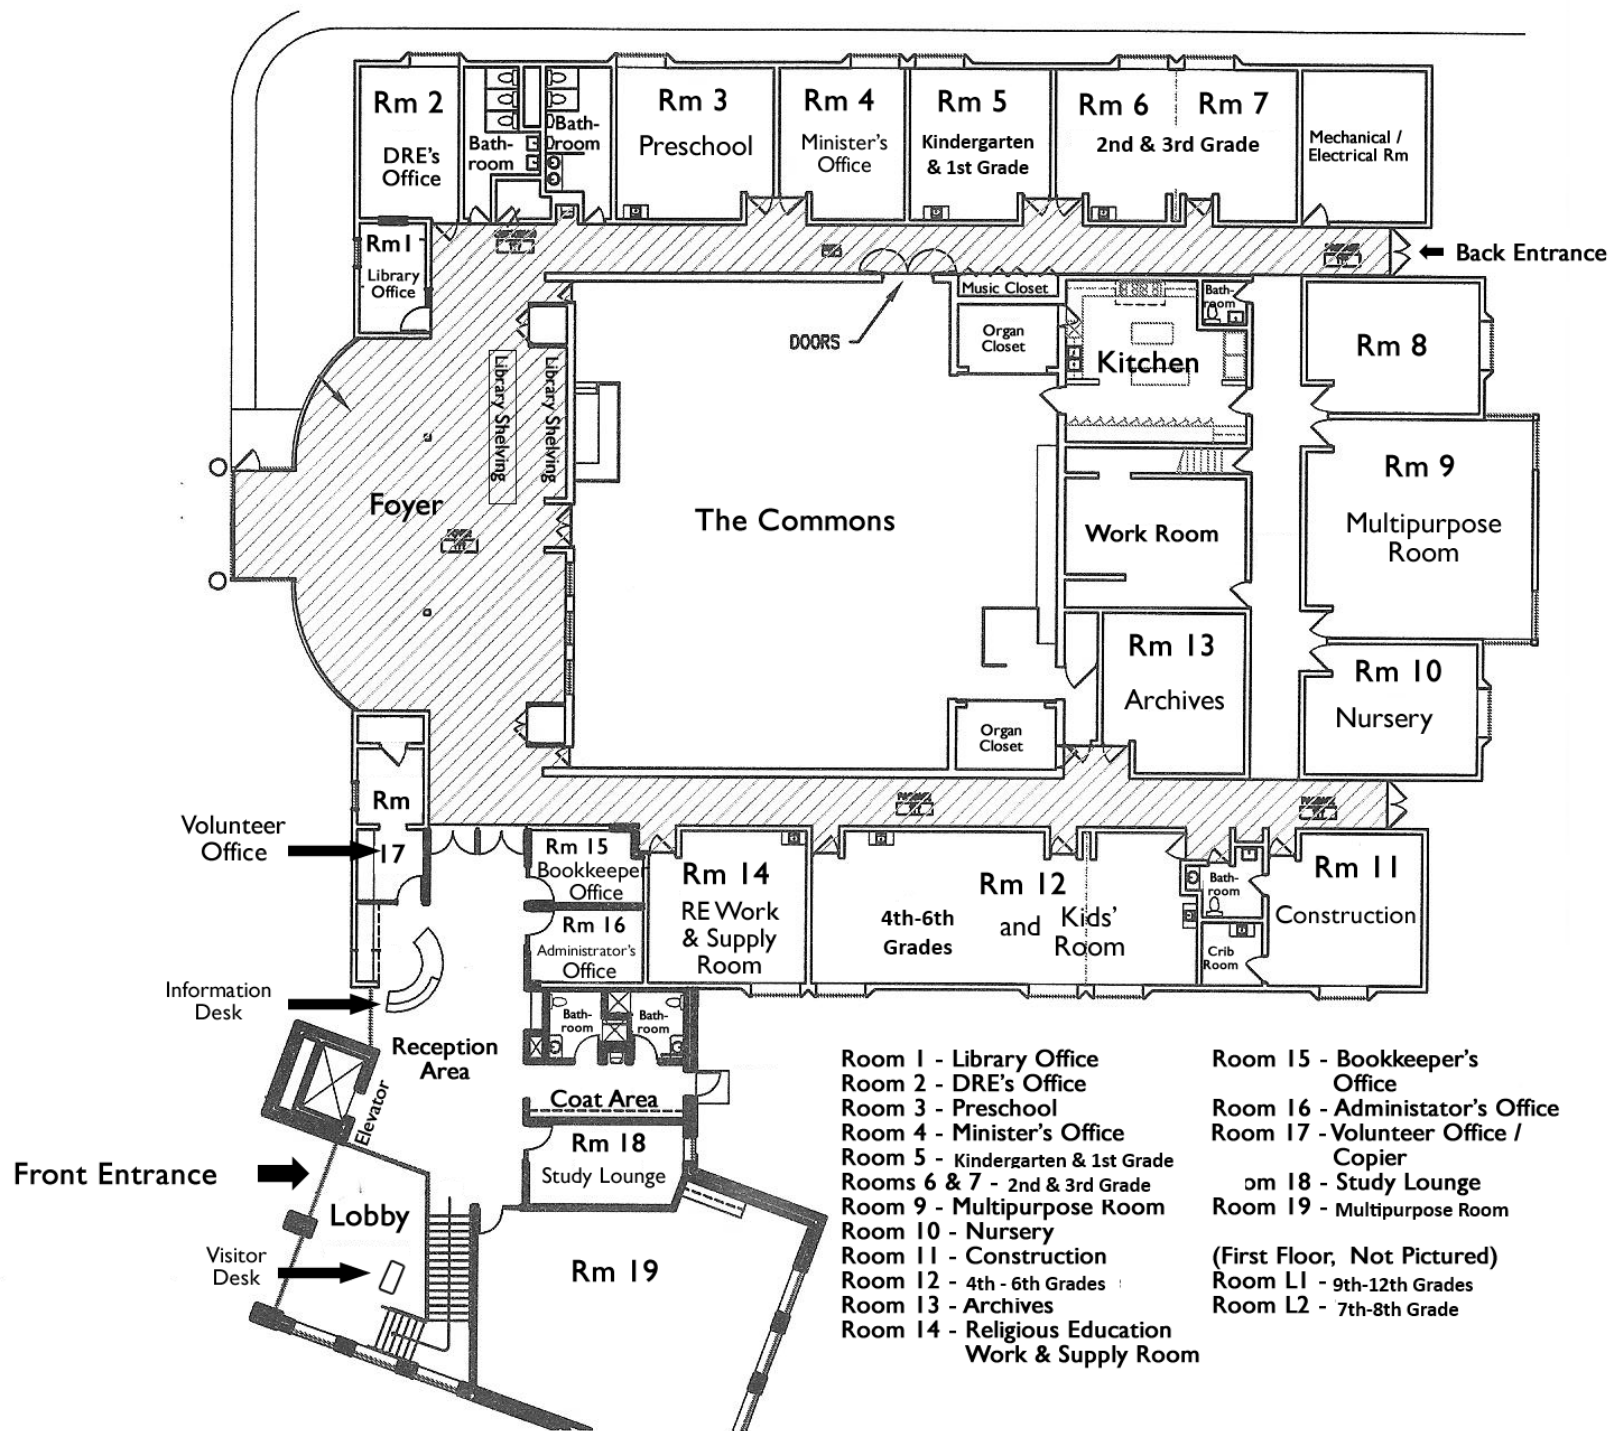 Rm 2
DRE's
Office
Bath-
room
Bath-
room
Rm 3
Preschool
Rm 4
Minister's
Office
Rm 5
Kindergarten
& 1st Grade
Rm 6
Rm 7
2nd & 3rd Grade
Mechanical /
Electrical Rm
Rm 1
Library
Office
Back Entrance
Music Closet
Bath-
room
DOORS
Organ
Closet
Kitchen
Rm 8
Library Shelving
Library Shelving
Foyer
The Commons
Work Room
Rm 9
Multipurpose
Room
Rm 13
Archives
Rm 10
Nursery
Organ
Closet
Rm
17
Volunteer
Office
Rm 15
Bookkeeper
Office
Rm 16
Administrator's
Office
Rm 14
RE Work
& Supply
Room
Rm 12
4th-6th
Grades
and
Kids'
Room
Bath-
room
Crib
Room
Rm 11
Construction
Information
Desk
Reception
Area
Bath-
room
Bath-
room
Coat Area
Elevator
Rm 18
Study Lounge
Front Entrance
Lobby
Visitor
Desk
Rm 19
Room 1 - Library Office
Room 2 - DRE's Office
Room 3 - Preschool
Room 4 - Minister's Office
Room 5 - Kindergarten & 1st Grade
Rooms 6 & 7 - 2nd & 3rd Grade
Room 9 - Multipurpose Room
Room 10 - Nursery
Room 11 - Construction
Room 12 - 4th - 6th Grades
Room 13 - Archives
Room 14 - Religious Education
Work & Supply Room
Room 15 - Bookkeeper's
Office
Room 16 - Administator's Office
Room 17 - Volunteer Office /
Copier
om 18 - Study Lounge
Room 19 - Multipurpose Room
(First Floor, Not Pictured)
Room L1 - 9th-12th Grades
Room L2 - 7th-8th Grade